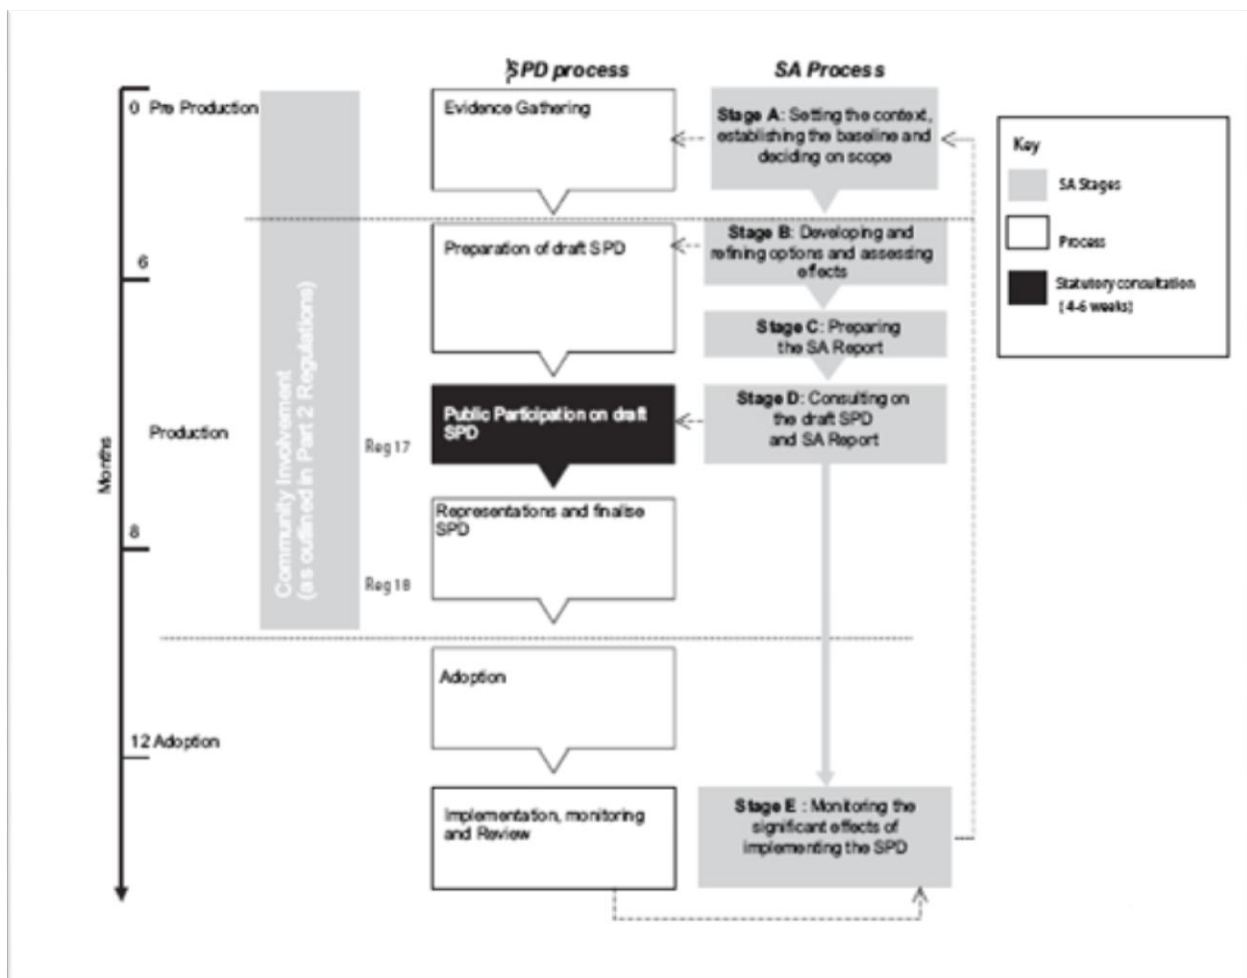 SPD process
SA Process
0 Pre Production
Evidence Gathering
Stage A: Setting the context,
establishing the baseline and
deciding on scope
Key
SA Stages
Process
Statutory consultation
( 4-6 weeks)
6
Preparation of draft SPD
Stage B: Developing and
refining options and assessing
effects
Stage C: Preparing
the SA Report
Community Involvement
(as outlined in Part 2 Regulations)
Months
Production
Reg17
Public Participation on draft
SPD
Stage D: Consulting on
the draft SPD
and SA Report
8
Representations and finalise
SPD
Reg18
Adoption
12 Adoption
Implementation, monitoring
and Review
Stage E : Monitoring the
significant effects of
implementing the SPD